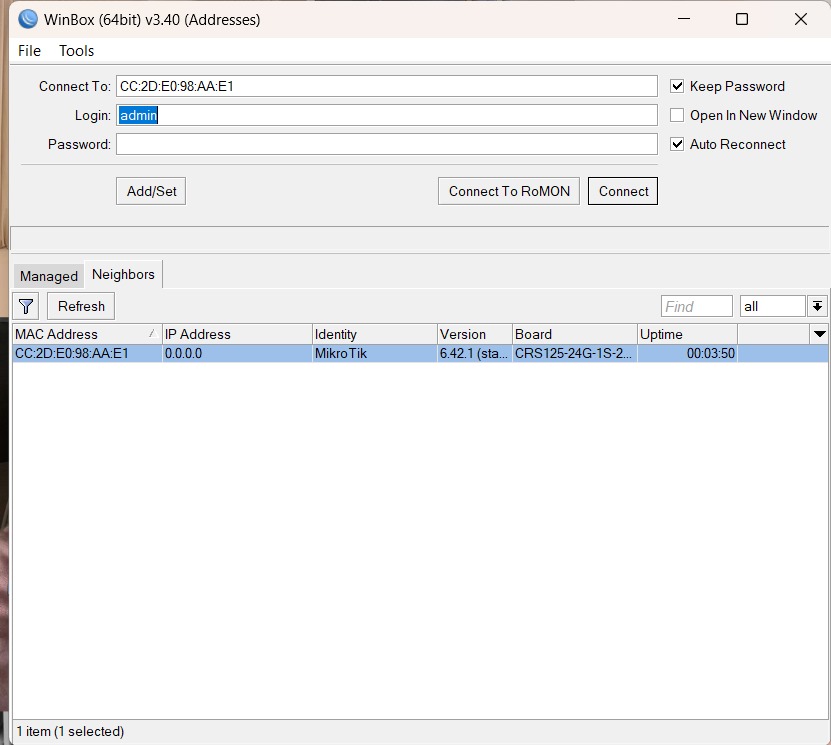 WinBox (64bit) v3.40 (Addresses)
File Tools
Connect To: CC:2D:E0:98:AA:E1 Keep Password
Login: admin Open In New Window
Password: Auto Reconnect
Add/Set Connect To RoMON Connect
Managed Neighbors
Refresh Find all
MAC Address IP Address Identity Version Board Uptime
CC:2D:E0:98:AA:E1 0.0.0.0 MikroTik 6.42.1 (sta... CRS125-24G-1S-2... 00:03:50
1 item (1 selected)